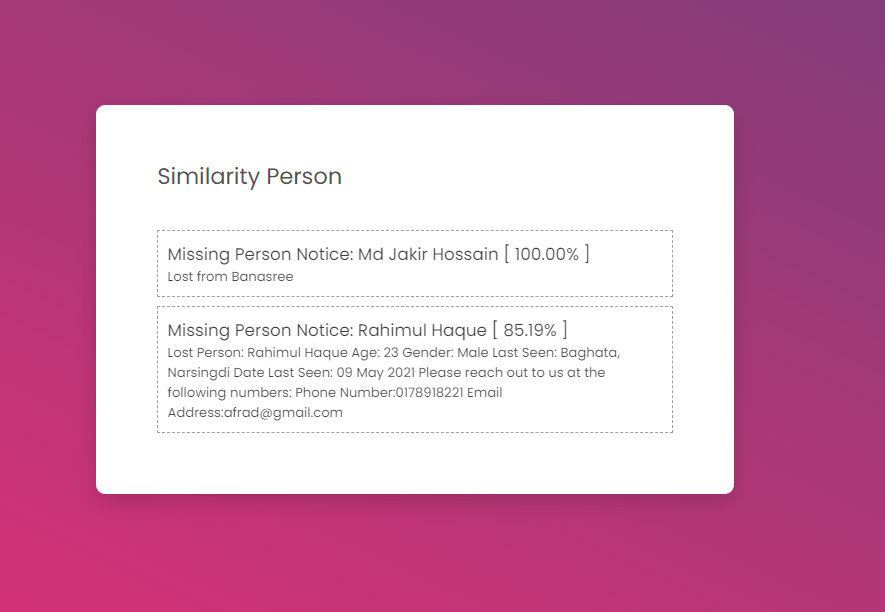 Similarity Person
Missing Person Notice: Md Jakir Hossain [ 100.00% ]
Lost from Banasree
Missing Person Notice: Rahimul Haque [ 85.19% ]
Lost Person: Rahimul Haque Age: 23 Gender: Male Last Seen: Baghata,
Narsingdi Date Last Seen: 09 May 2021 Please reach out to us at the
following numbers: Phone Number:0178918221 Email
Address:afrad@gmail.com